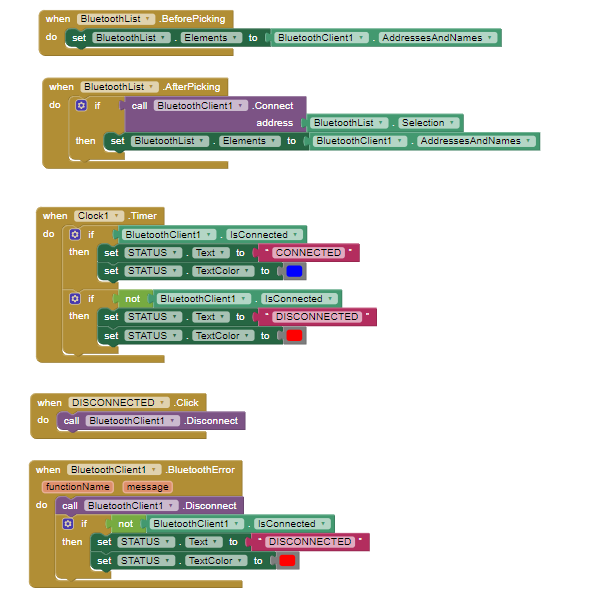 when BluetoothList .BeforePicking
do set BluetoothList . Elements to BluetoothClient1 . AddressesAndNames
when BluetoothList .AfterPicking
do if call BluetoothClient1 .Connect
address BluetoothList . Selection
then set BluetoothList . Elements to BluetoothClient1 . AddressesAndNames
when Clock1 .Timer
do if BluetoothClient1 . IsConnected
then set STATUS . Text to " CONNECTED "
set STATUS . TextColor to
if not BluetoothClient1 . IsConnected
then set STATUS . Text to " DISCONNECTED "
set STATUS . TextColor to
when DISCONNECTED .Click
do call BluetoothClient1 .Disconnect
when BluetoothClient1 .BluetoothError
functionName message
do call BluetoothClient1 .Disconnect
if not BluetoothClient1 . IsConnected
then set STATUS . Text to " DISCONNECTED "
set STATUS . TextColor to